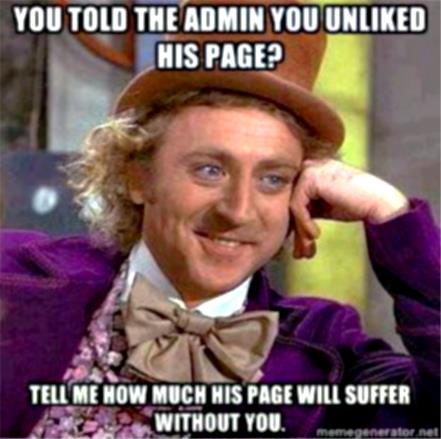 YOU TOLD THE ADMIN YOU UNLIKED
HIS PAGE?
TELL ME HOW MUCH HIS PAGE WILL SUFFER
WITHOUT YOU.
memegenerator.net